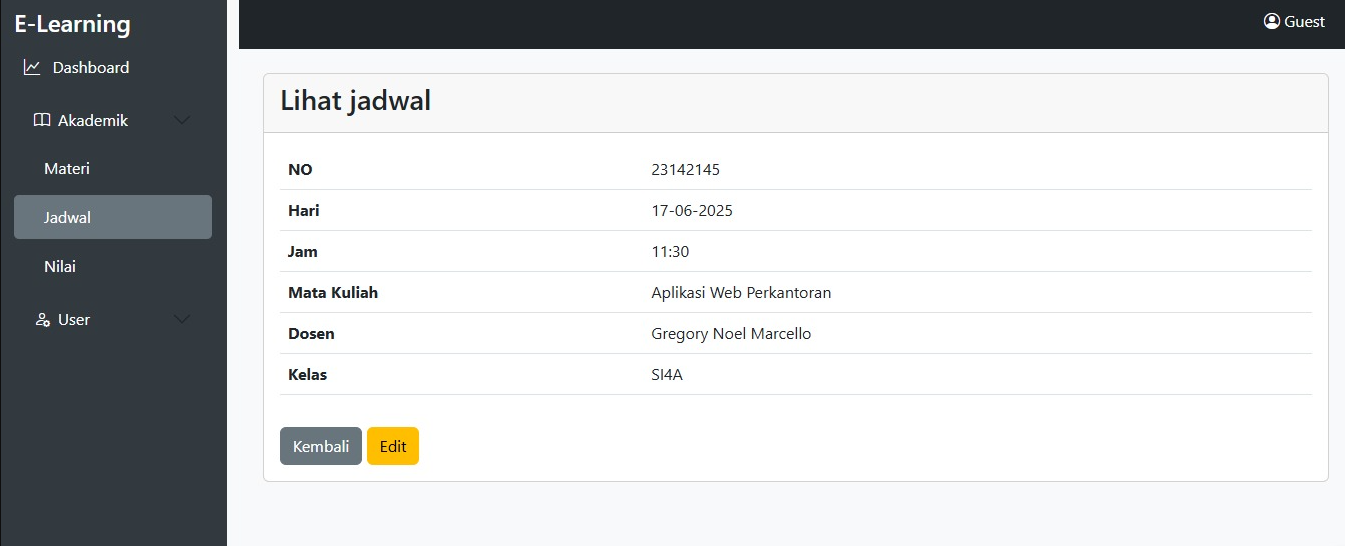 E-Learning
Guest
Dashboard
Akademik
Materi
Jadwal
Nilai
User
Lihat jadwal
NO 23142145
Hari 17-06-2025
Jam 11:30
Mata Kuliah Aplikasi Web Perkantoran
Dosen Gregory Noel Marcello
Kelas SI4A
Kembali Edit